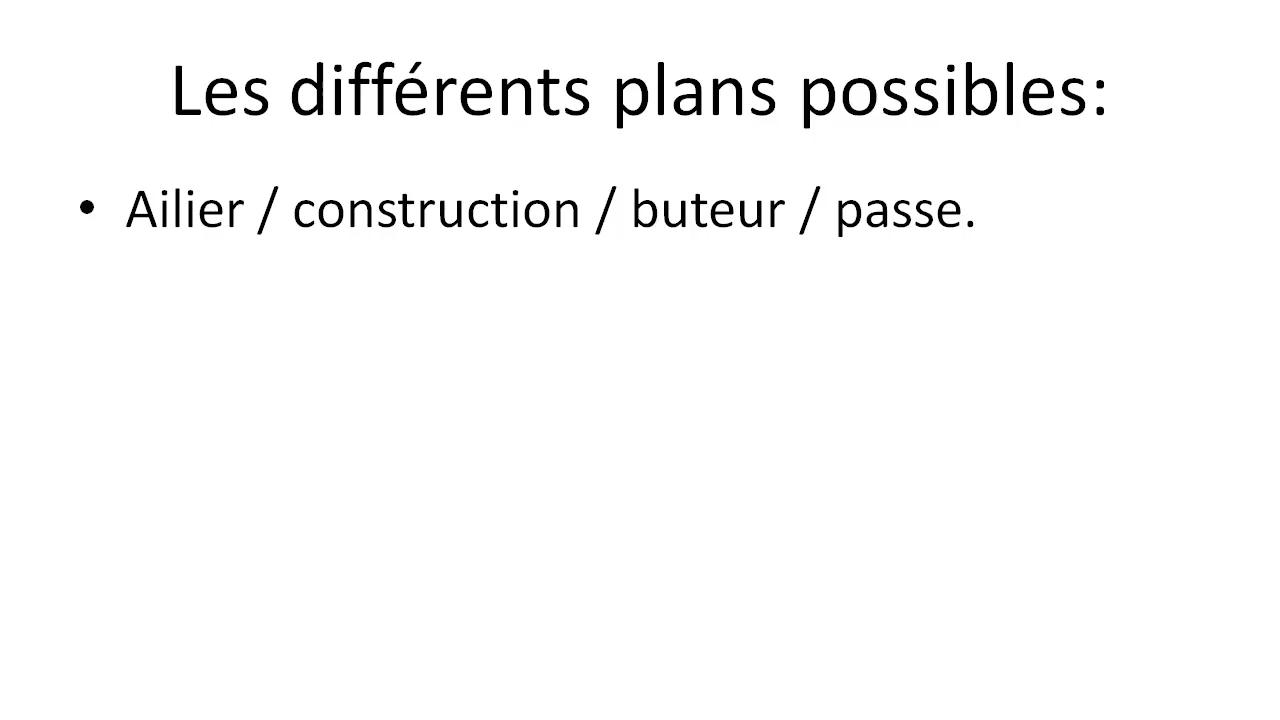 Les différents plans possibles:
• Ailier / construction / buteur / passe.